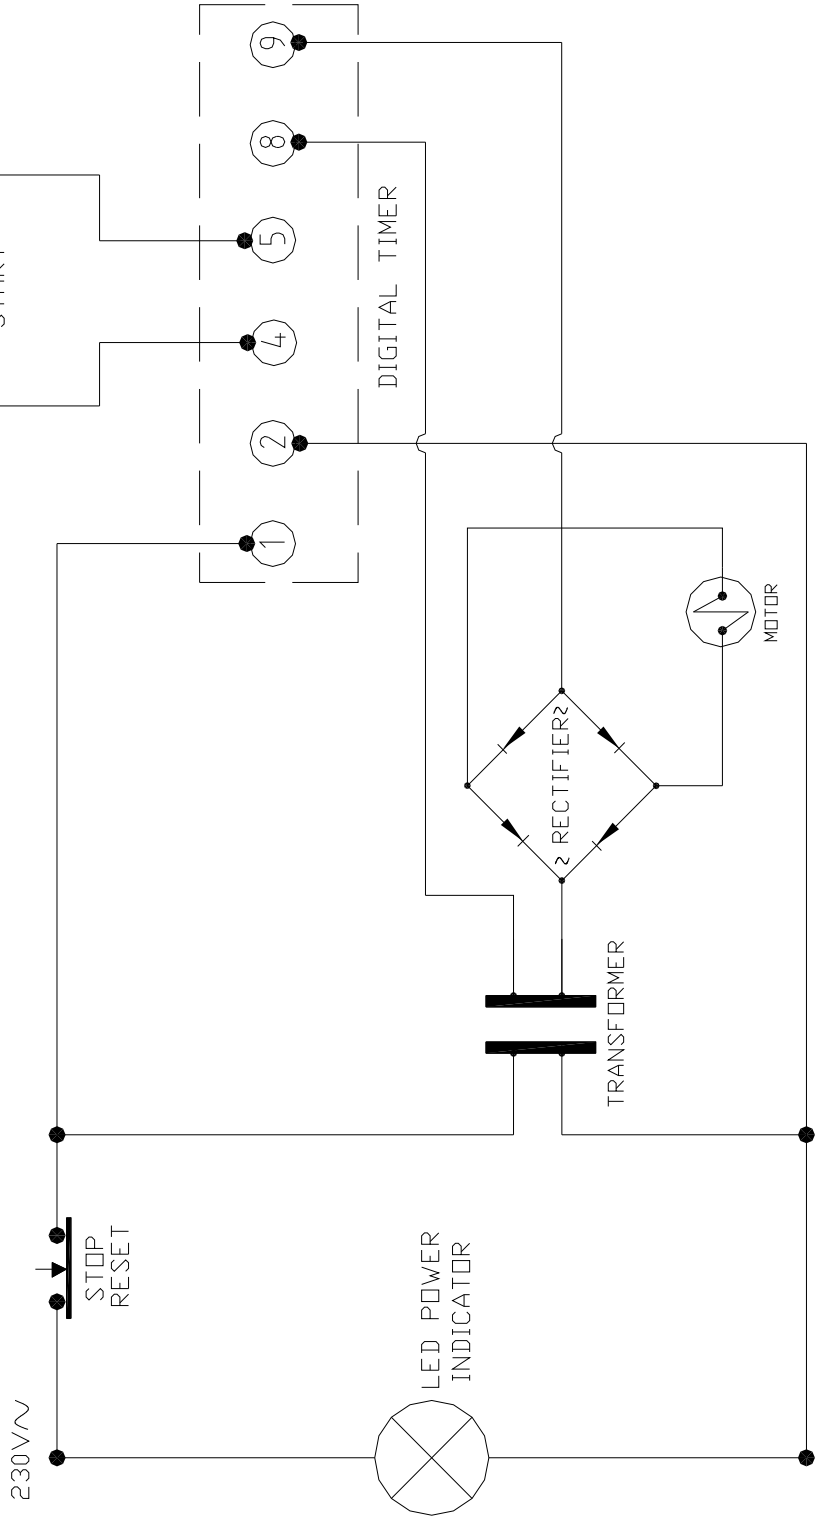 230V~
STOP
RESET
LED POWER
INDICATOR
TRANSFORMER
~ RECTIFIER ~
MOTOR
DIGITAL TIMER
1
2
4
5
8
9